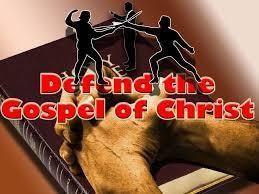 Defend the
Gospel of Christ